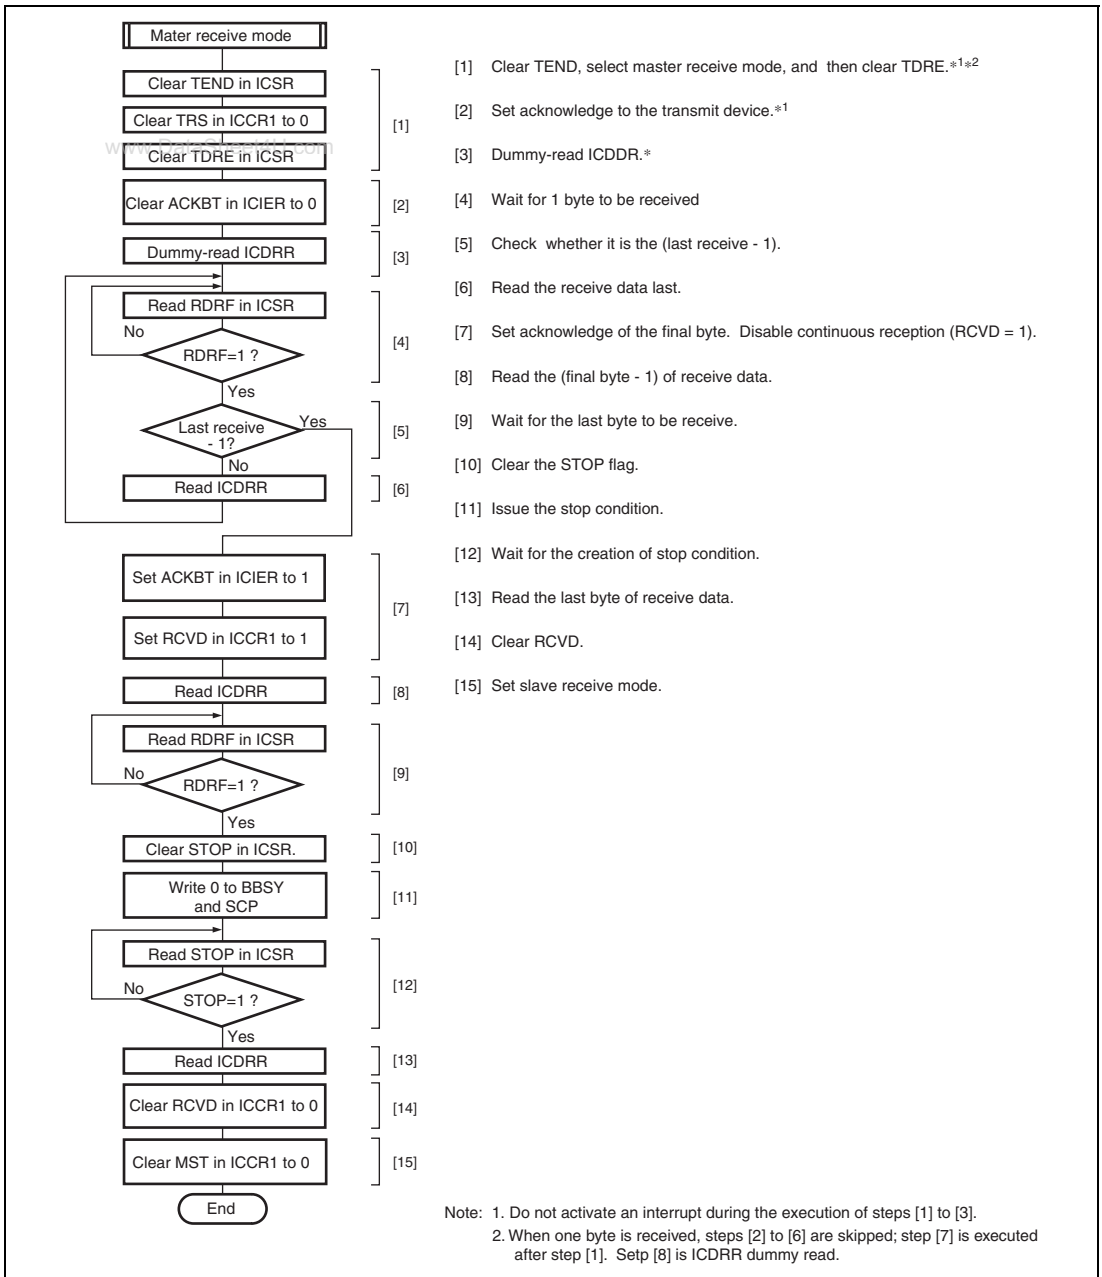 Mater receive mode
Clear TEND in ICSR
Clear TRS in ICCR1 to 0
www.DataSheet4U.com
Clear TDRE in ICSR
[1]
Clear ACKBT in ICIER to 0
[2]
Dummy-read ICDRR
[3]
Read RDRF in ICSR
No
RDRF=1 ?
[4]
Yes
Last receive
- 1?
Yes
[5]
No
Read ICDRR
[6]
Set ACKBT in ICIER to 1
[7]
Set RCVD in ICCR1 to 1
Read ICDRR
[8]
Read RDRF in ICSR
No
RDRF=1 ?
[9]
Yes
Clear STOP in ICSR.
[10]
Write 0 to BBSY
and SCP
[11]
Read STOP in ICSR
No
STOP=1 ?
[12]
Yes
Read ICDRR
[13]
Clear RCVD in ICCR1 to 0
[14]
Clear MST in ICCR1 to 0
[15]
End
[1] Clear TEND, select master receive mode, and then clear TDRE.*1*2
[2] Set acknowledge to the transmit device.*1
[3] Dummy-read ICDDR.*
[4] Wait for 1 byte to be received
[5] Check whether it is the (last receive - 1).
[6] Read the receive data last.
[7] Set acknowledge of the final byte. Disable continuous reception (RCVD = 1).
[8] Read the (final byte - 1) of receive data.
[9] Wait for the last byte to be receive.
[10] Clear the STOP flag.
[11] Issue the stop condition.
[12] Wait for the creation of stop condition.
[13] Read the last byte of receive data.
[14] Clear RCVD.
[15] Set slave receive mode.
Note: 1. Do not activate an interrupt during the execution of steps [1] to [3].
2. When one byte is received, steps [2] to [6] are skipped; step [7] is executed
after step [1]. Setp [8] is ICDRR dummy read.